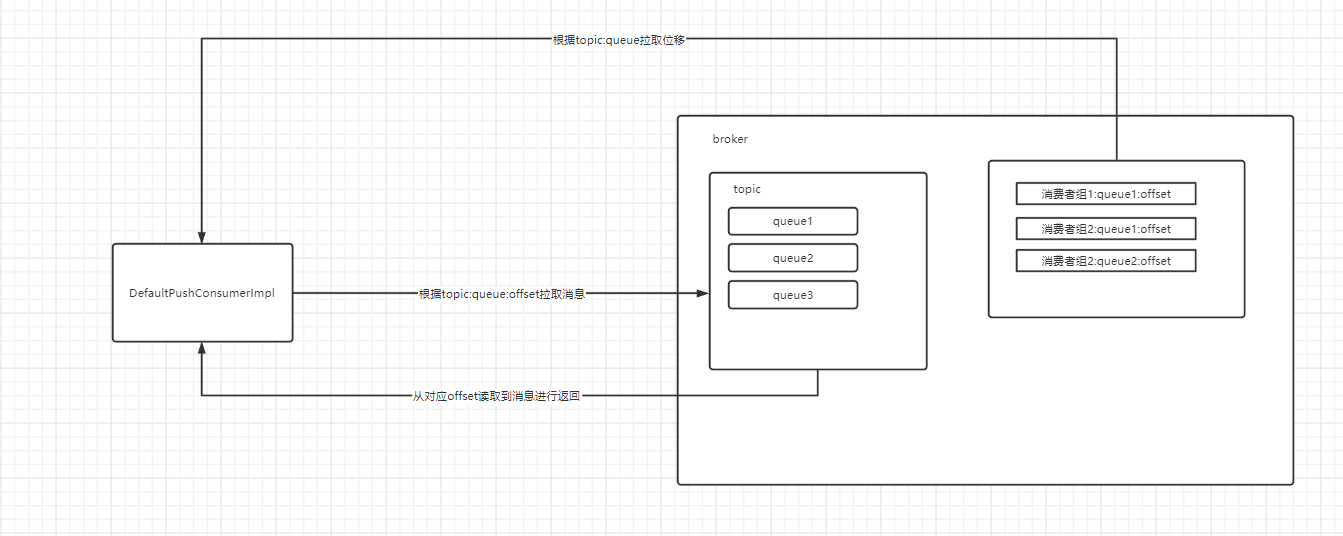 根据topic:queue拉取位移
broker
topic
queue1
queue2
queue3
消费者组1:queue1:offset
消费者组2:queue1:offset
消费者组2:queue2:offset
DefaultPushConsumerImpl
根据topic:queue:offset拉取消息
从对应offset读取到消息进行返回